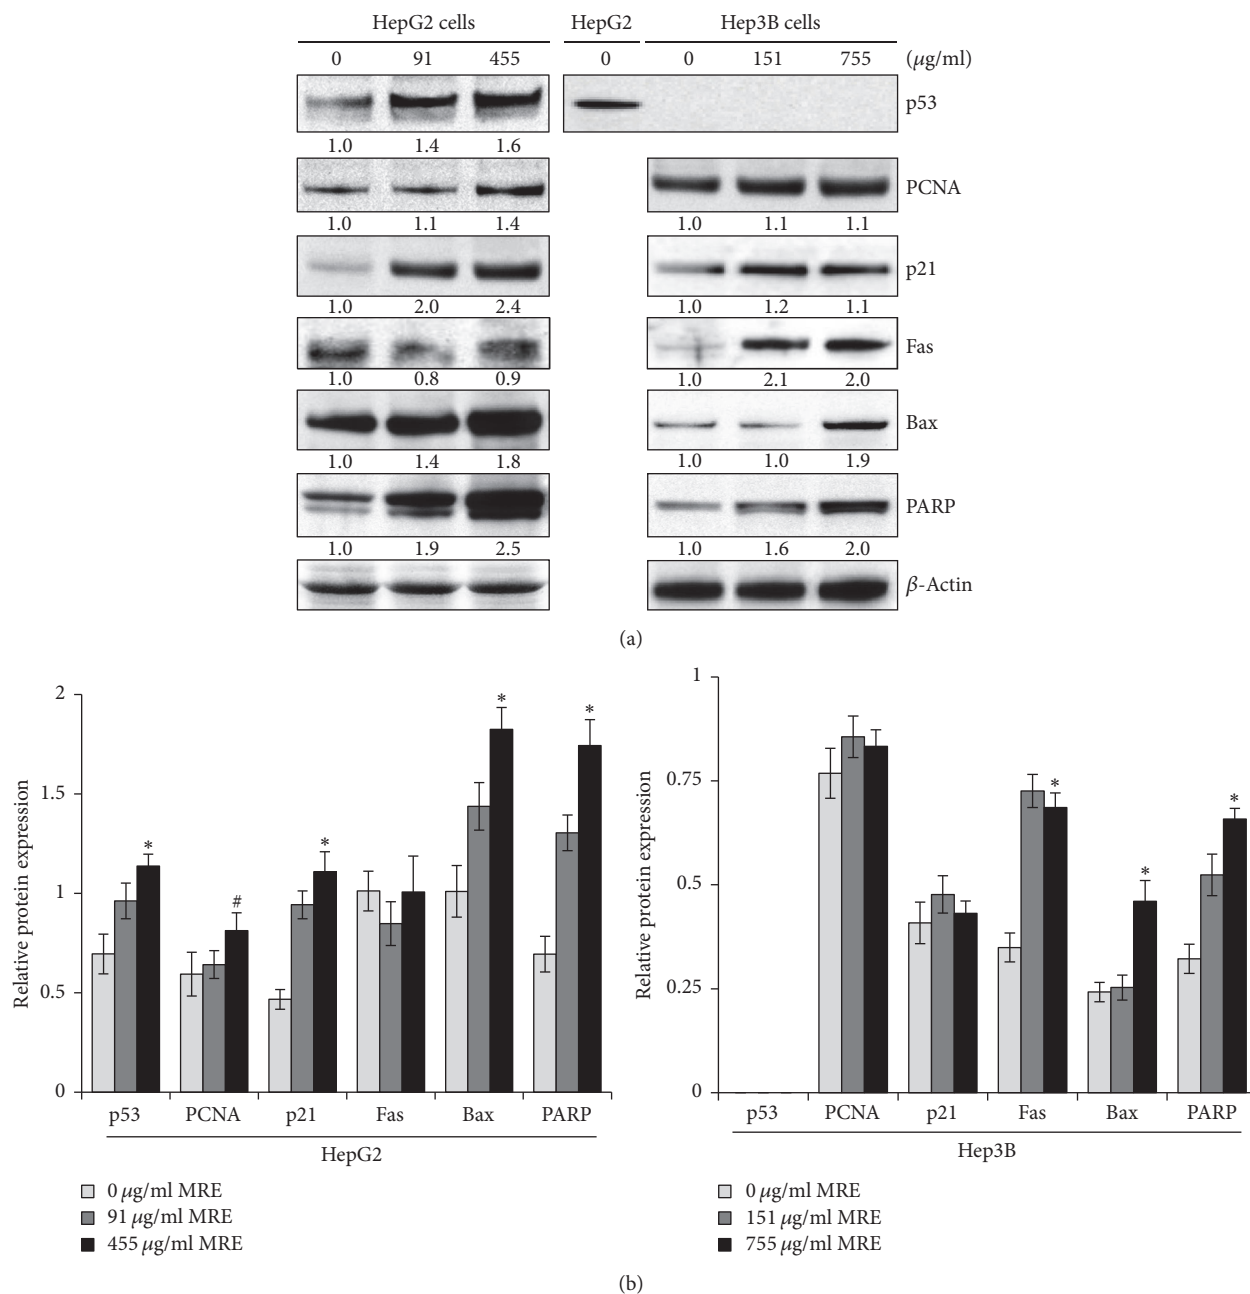 HepG2 cells HepG2 Hep3B cells
0 91 455 0 0 151 755 (μg/ml)
p53
1.0 1.4 1.6
PCNA
1.0 1.1 1.4 1.0 1.1 1.1
p21
1.0 2.0 2.4 1.0 1.2 1.1
Fas
1.0 0.8 0.9 1.0 2.1 2.0
Bax
1.0 1.4 1.8 1.0 1.0 1.9
PARP
1.0 1.9 2.5 1.0 1.6 2.0
β-Actin
(a)
Relative protein expression
2
1.5
1
0.5
0
* # * * *
p53 PCNA p21 Fas Bax PARP
HepG2
0 μg/ml MRE
91 μg/ml MRE
455 μg/ml MRE
Relative protein expression
1
0.75
0.5
0.25
0
* * *
p53 PCNA p21 Fas Bax PARP
Hep3B
0 μg/ml MRE
151 μg/ml MRE
755 μg/ml MRE
(b)